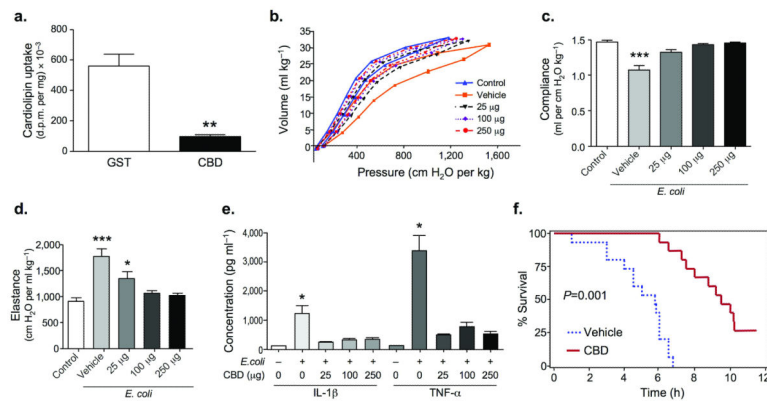 a.
Cardiolipin uptake
(d.p.m. per mg) × 10⁻³
800
600
400
200
0
**
GST
CBD
b.
Volume (ml kg⁻¹)
35
30
25
20
15
10
5
0
400
800
1,200
1,600
Pressure (cm H₂O per kg)
Control
Vehicle
25 µg
100 µg
250 µg
c.
Compliance
(ml per cm H₂O kg⁻¹)
1.5
1.0
0.5
0
***
Control
Vehicle
25 µg
100 µg
250 µg
E. coli
d.
Elastance
(cm H₂O per ml kg⁻¹)
2,000
1,500
1,000
500
0
***
*
Control
Vehicle
25 µg
100 µg
250 µg
E. coli
e.
Concentration (pg ml⁻¹)
4,000
3,000
2,000
1,000
0
*
*
– + + + + – + + + + E.coli
0 0 25 100 250 0 0 25 100 250 CBD (µg)
IL-1β
TNF-α
f.
% Survival
100
75
50
25
0
P=0.001
Vehicle
CBD
0 2 4 6 8 10 12
Time (h)